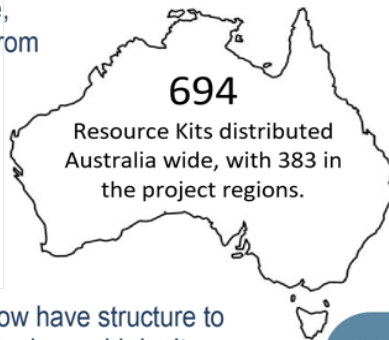 rom
694
Resource Kits distributed
Australia wide, with 383 in
the project regions.
ow have structure to